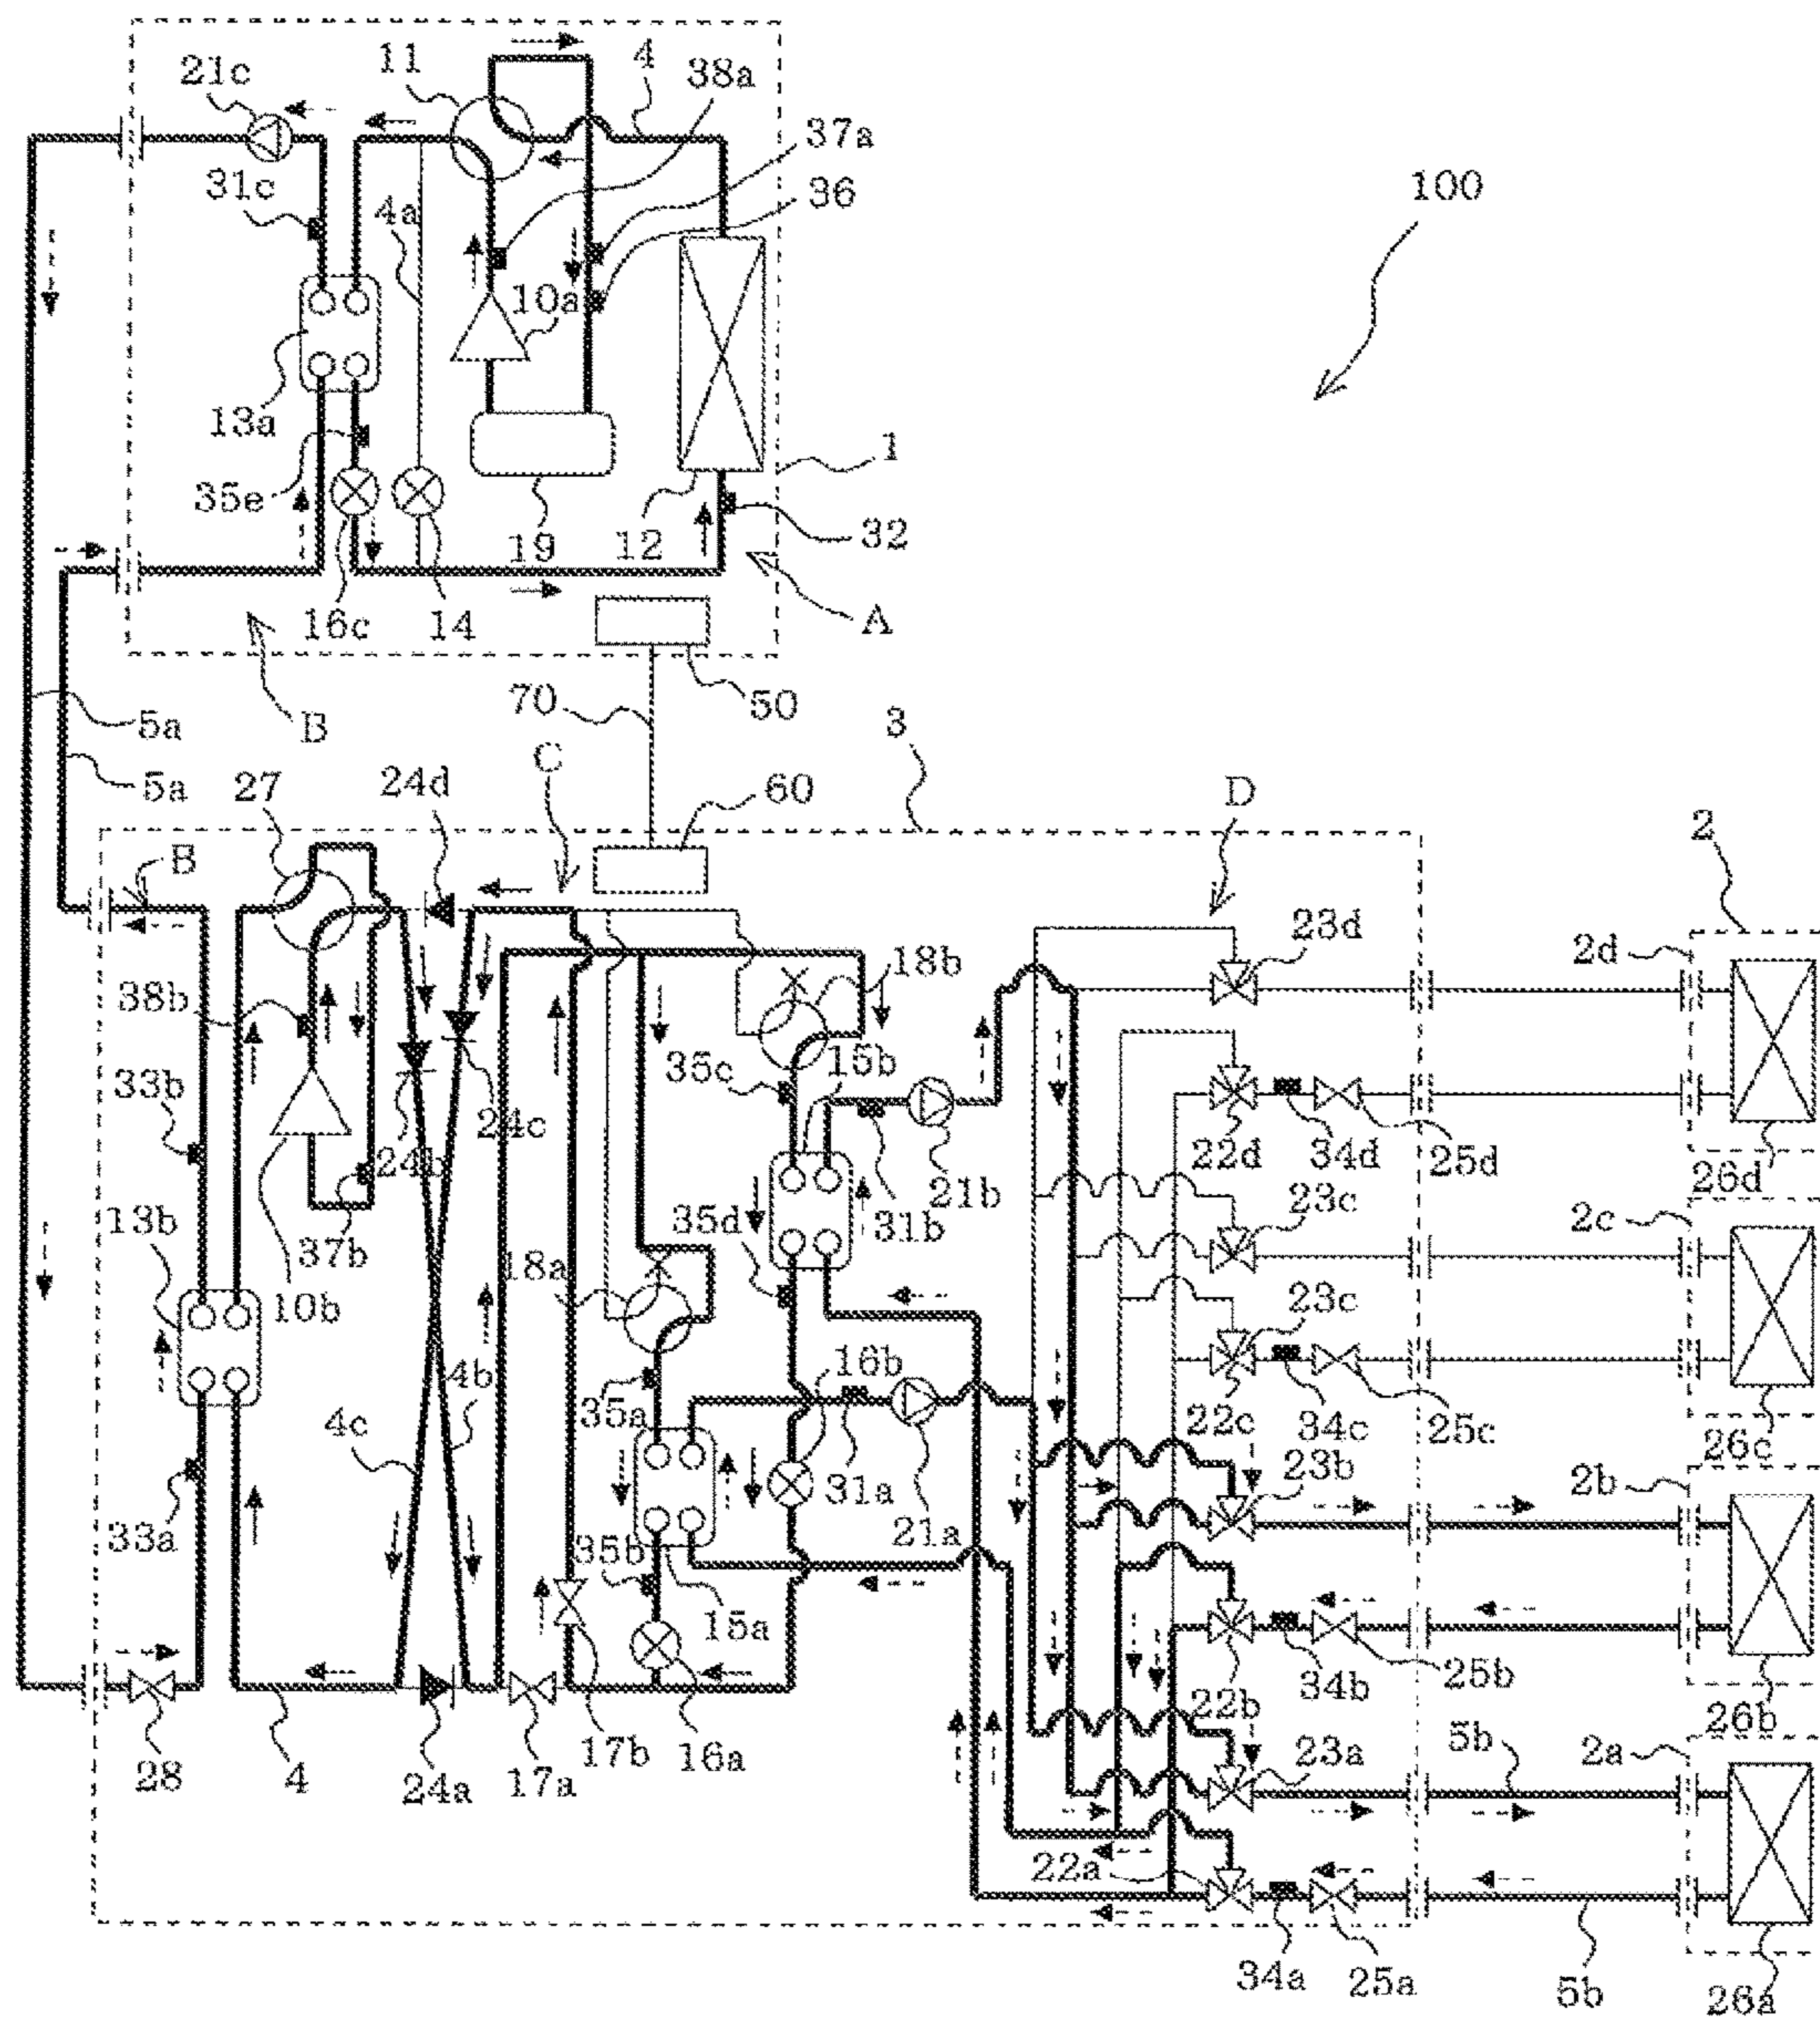 11
4
38a
21c
37a
31c
36
4a
100
10a
13a
1
35e
32
19
12
16c
14
A
B
50
70
5a
3
5a
C
27
24d
60
D
2
B
23d
2d
18b
38b
15b
35c
33b
24c
24b
22d
34d
25d
26d
21b
13b
31b
35d
23c
2c
37b
18a
10b
23c
16b
4b
35a
4c
22c
34c
25c
26c
31a
23b
2b
33a
21a
35b
15a
25b
34b
22b
26b
17b
16a
5b
2a
23a
28
4
24a
17a
22a
34a
25a
5b
26a